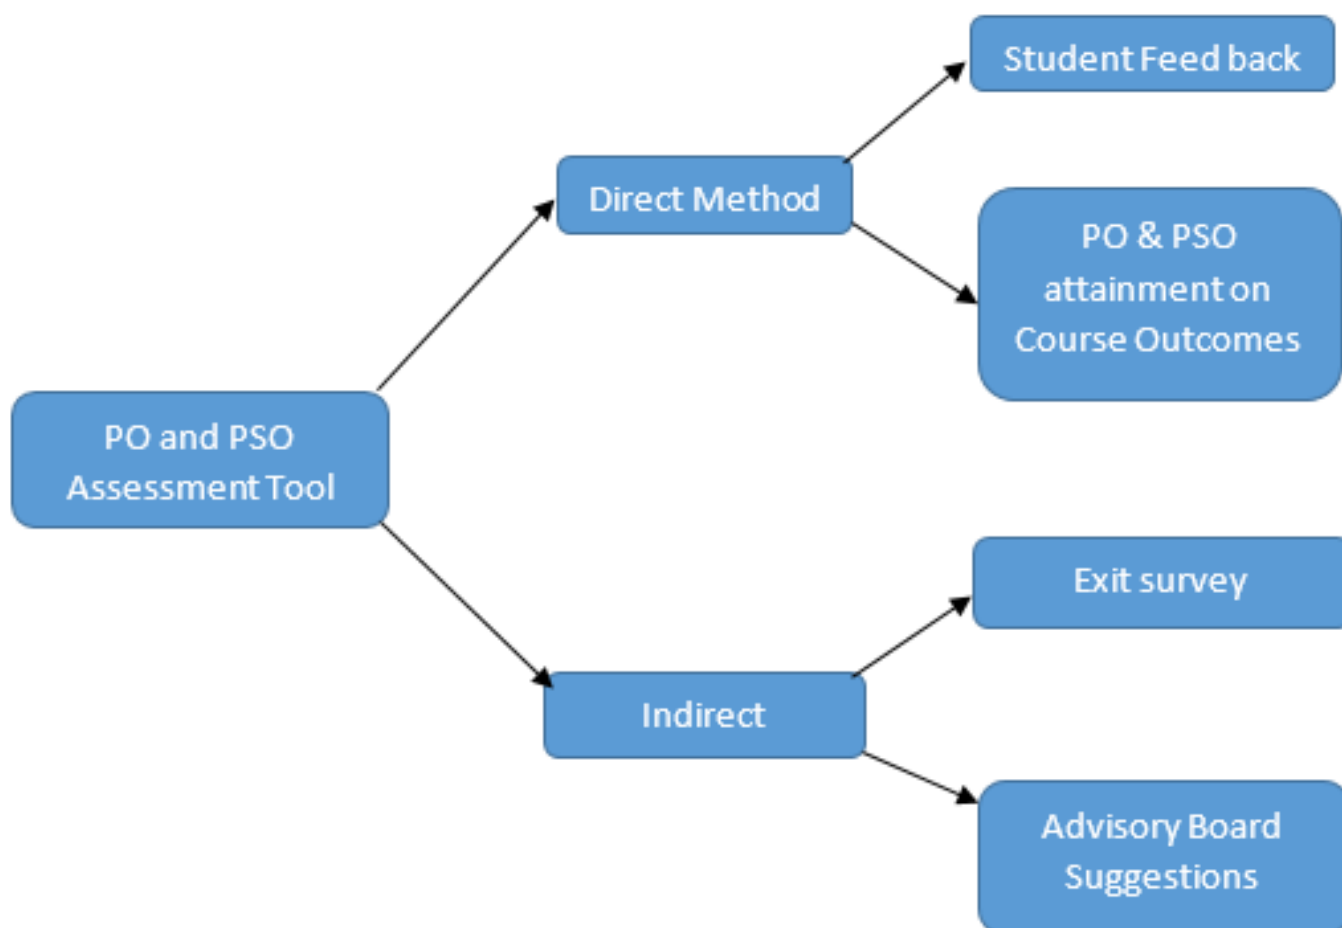 Student Feed back
Direct Method
PO & PSO
attainment on
Course Outcomes
PO and PSO
Assessment Tool
Exit survey
Indirect
Advisory Board
Suggestions